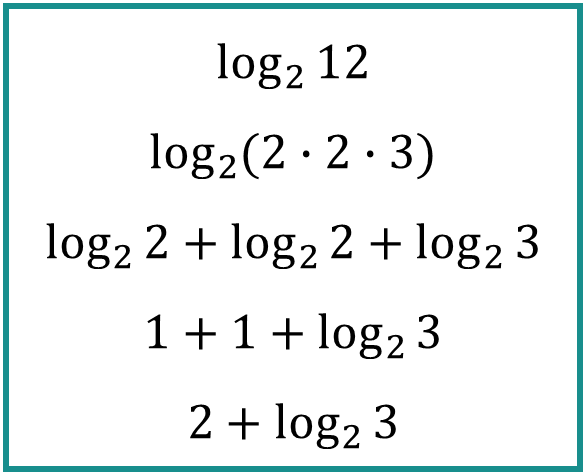 log₂ 12
log₂(2 · 2 · 3)
log₂ 2 + log₂ 2 + log₂ 3
1 + 1 + log₂ 3
2 + log₂ 3